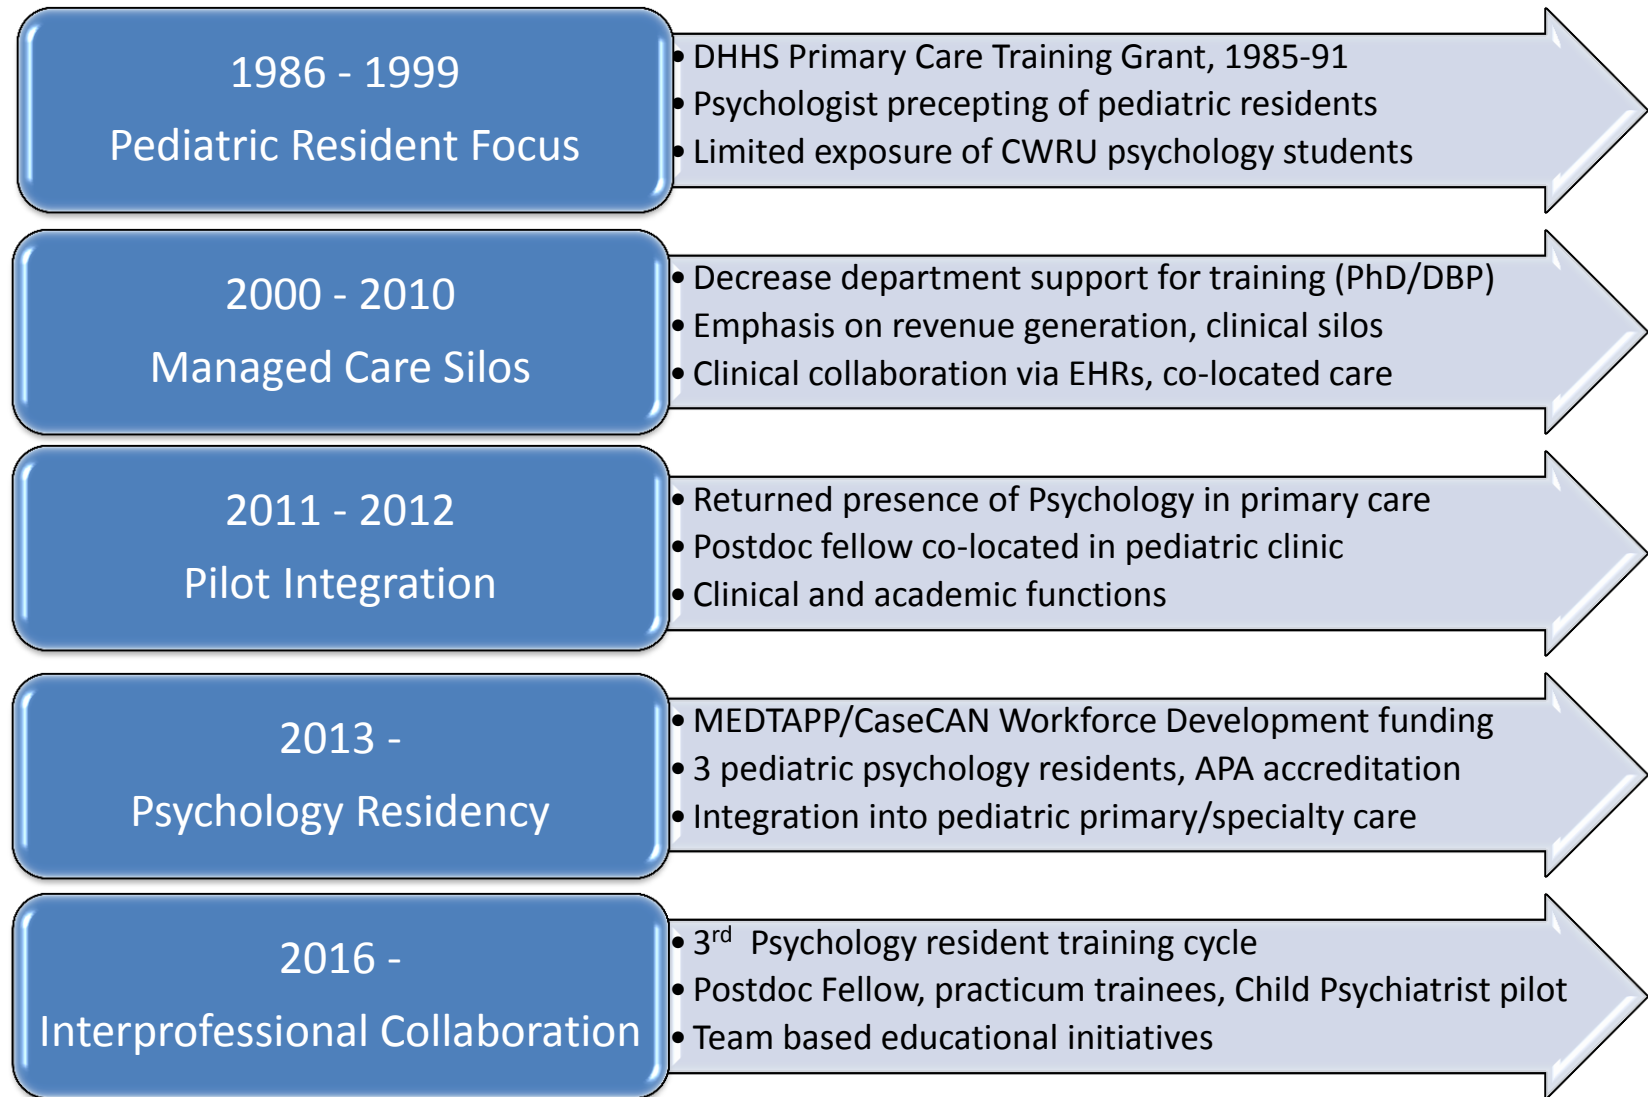 1986 - 1999
Pediatric Resident Focus
• DHHS Primary Care Training Grant, 1985-91
• Psychologist precepting of pediatric residents
• Limited exposure of CWRU psychology students
2000 - 2010
Managed Care Silos
• Decrease department support for training (PhD/DBP)
• Emphasis on revenue generation, clinical silos
• Clinical collaboration via EHRs, co-located care
2011 - 2012
Pilot Integration
• Returned presence of Psychology in primary care
• Postdoc fellow co-located in pediatric clinic
• Clinical and academic functions
2013 -
Psychology Residency
• MEDTAPP/CaseCAN Workforce Development funding
• 3 pediatric psychology residents, APA accreditation
• Integration into pediatric primary/specialty care
2016 -
Interprofessional Collaboration
• 3rd Psychology resident training cycle
• Postdoc Fellow, practicum trainees, Child Psychiatrist pilot
• Team based educational initiatives